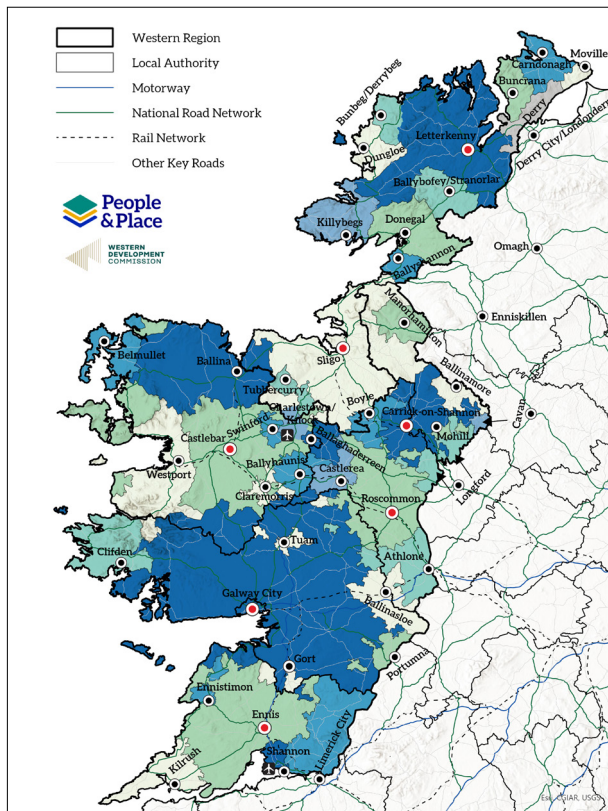 Western Region
Local Authority
Motorway
National Road Network
Rail Network
Other Key Roads
People
& Place
WESTERN
DEVELOPMENT
COMMISSION
Carndonagh
Moville
Buncrana
Derry
Derry City/Londonderry
Bunbeg/Derrybeg
Letterkenny
Dungloe
Ballybofey/Stranorlar
Killybegs
Donegal
Ballyshannon
Omagh
Manorhamilton
Enniskillen
Sligo
Belmullet
Ballina
Tubbercurry
Ballinamore
Boyle
Charlestown/
Knock
Carrick-on-Shannon
Cavan
Swinford
Castlebar
Ballaghaderreen
Mohill
Westport
Ballyhaunis
Castlerea
Longford
Claremorris
Roscommon
Tuam
Clifden
Athlone
Galway City
Ballinasloe
Gort
Portumna
Ennistimon
Ennis
Shannon
Limerick City
Kilrush
Esri, CGIAR, USGS